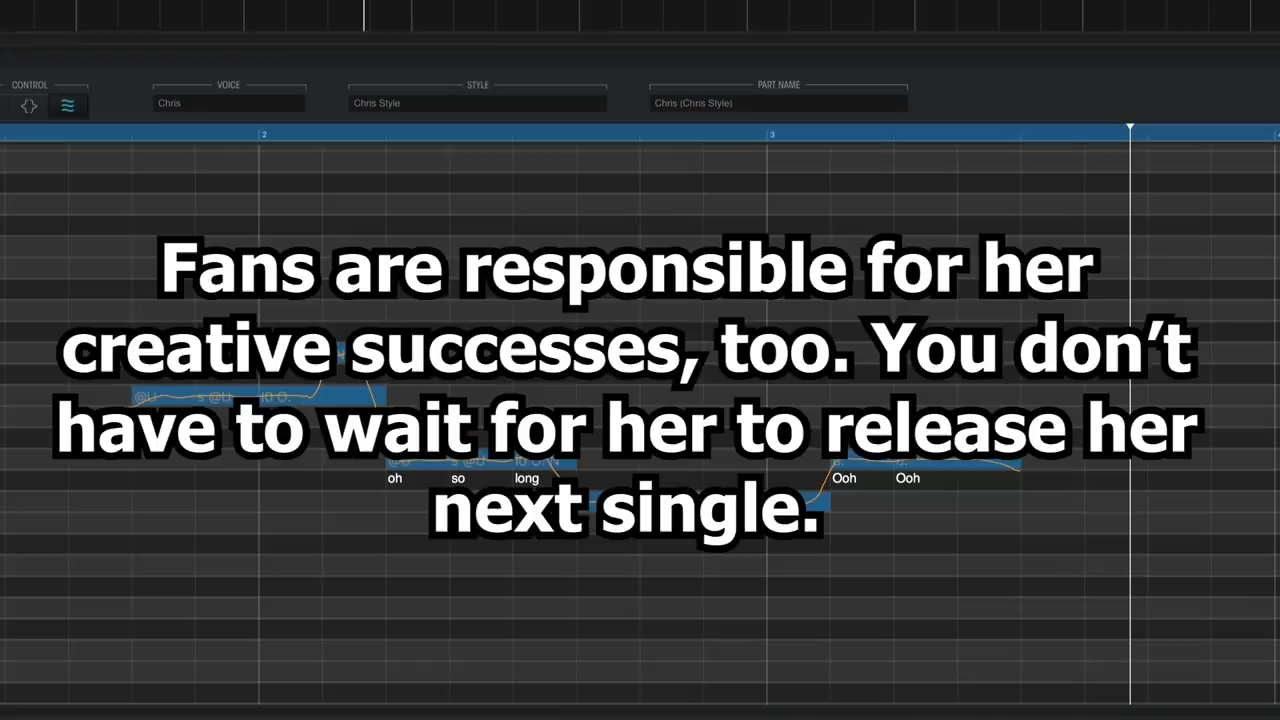 CONTROL
VOICE
STYLE
PART NAME
Chris
Chris Style
Chris (Chris Style)
2
3
Fans are responsible for her
creative successes, too. You don’t
have to wait for her to release her
next single.
oh
so
long
Ooh
Ooh